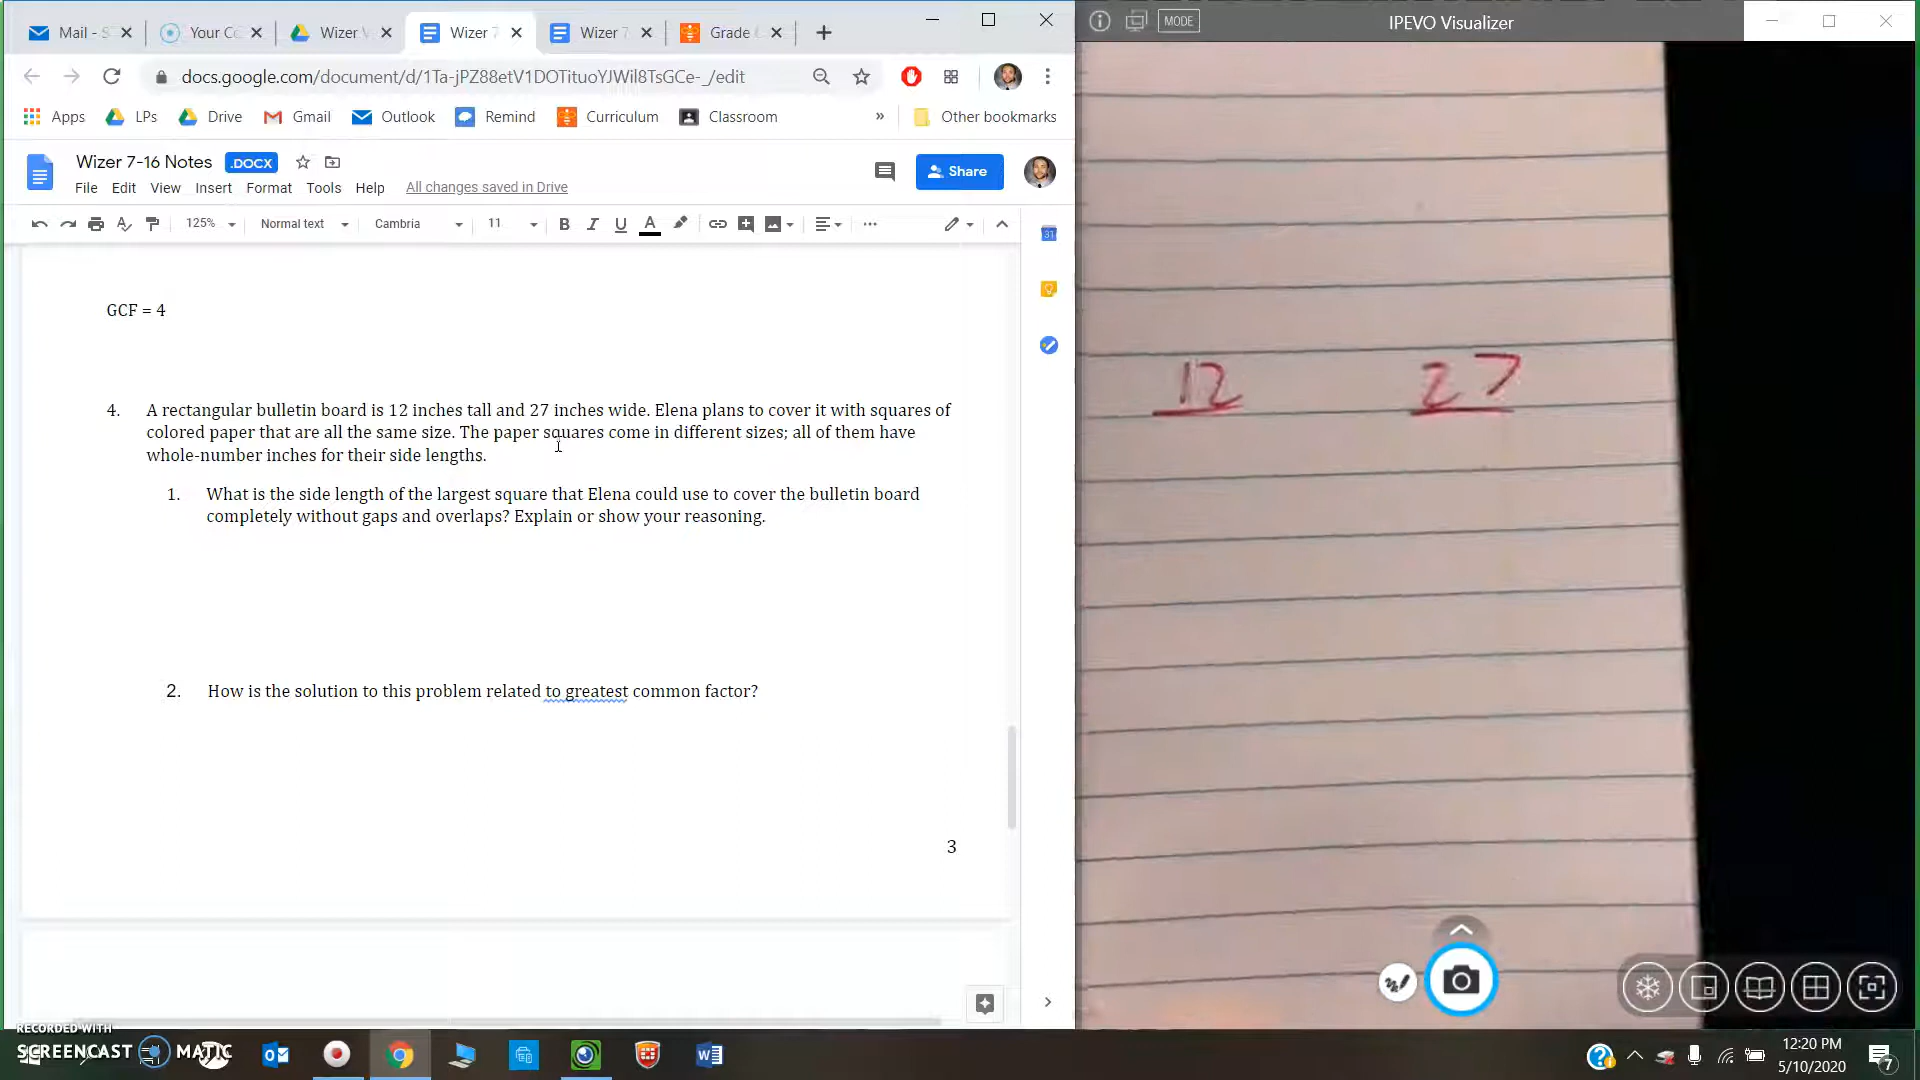 Mail - S
Your Co
Wizer V
Wizer 7
Wizer 7
Grade
IPEVO Visualizer
MODE
docs.google.com/document/d/1Ta-jPZ88etV1DOTituoYJWil8TsGCe-_/edit
Apps
LPs
Drive
Gmail
Outlook
Remind
Curriculum
Classroom
»
Other bookmarks
Wizer 7-16 Notes
.DOCX
Share
File Edit View Insert Format Tools Help All changes saved in Drive
125%
Normal text
Cambria
11
B I U A
31
GCF = 4
4. A rectangular bulletin board is 12 inches tall and 27 inches wide. Elena plans to cover it with squares of
colored paper that are all the same size. The paper squares come in different sizes; all of them have
whole-number inches for their side lengths.
1. What is the side length of the largest square that Elena could use to cover the bulletin board
completely without gaps and overlaps? Explain or show your reasoning.
2. How is the solution to this problem related to greatest common factor?
3
12 27
RECORDED WITH
SCREENCAST MATIC
12:20 PM
5/10/2020
7